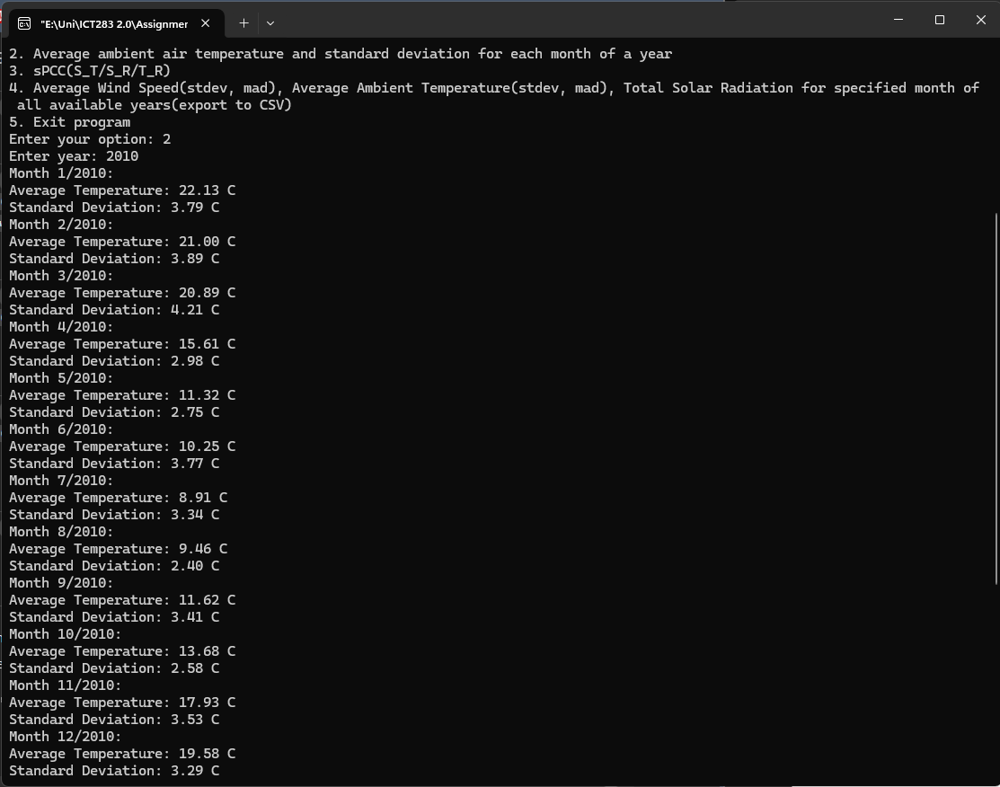 "E:\Uni\ICT283 2.0\Assignmer
2. Average ambient air temperature and standard deviation for each month of a year
3. sPCC(S_T/S_R/T_R)
4. Average Wind Speed(stdev, mad), Average Ambient Temperature(stdev, mad), Total Solar Radiation for specified month of
all available years(export to CSV)
5. Exit program
Enter your option: 2
Enter year: 2010
Month 1/2010:
Average Temperature: 22.13 C
Standard Deviation: 3.79 C
Month 2/2010:
Average Temperature: 21.00 C
Standard Deviation: 3.89 C
Month 3/2010:
Average Temperature: 20.89 C
Standard Deviation: 4.21 C
Month 4/2010:
Average Temperature: 15.61 C
Standard Deviation: 2.98 C
Month 5/2010:
Average Temperature: 11.32 C
Standard Deviation: 2.75 C
Month 6/2010:
Average Temperature: 10.25 C
Standard Deviation: 3.77 C
Month 7/2010:
Average Temperature: 8.91 C
Standard Deviation: 3.34 C
Month 8/2010:
Average Temperature: 9.46 C
Standard Deviation: 2.40 C
Month 9/2010:
Average Temperature: 11.62 C
Standard Deviation: 3.41 C
Month 10/2010:
Average Temperature: 13.68 C
Standard Deviation: 2.58 C
Month 11/2010:
Average Temperature: 17.93 C
Standard Deviation: 3.53 C
Month 12/2010:
Average Temperature: 19.58 C
Standard Deviation: 3.29 C